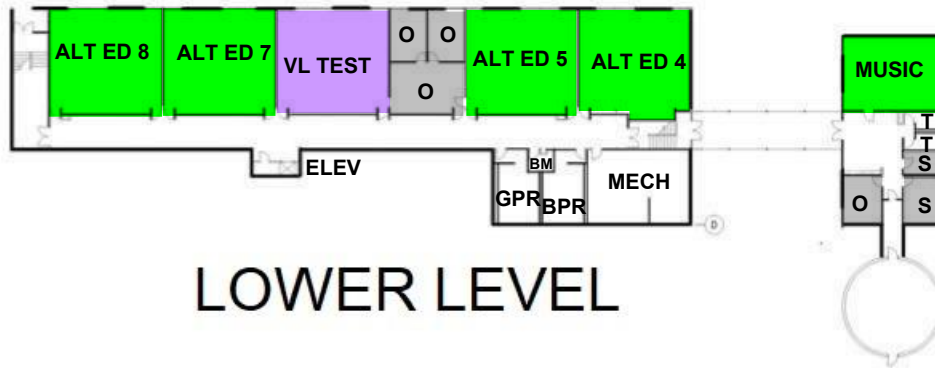 ALT ED 8
ALT ED 7
VL TEST
O
O
O
ALT ED 5
ALT ED 4
MUSIC
T
T
S
S
O
ELEV
BM
GPR
BPR
MECH
D
LOWER LEVEL